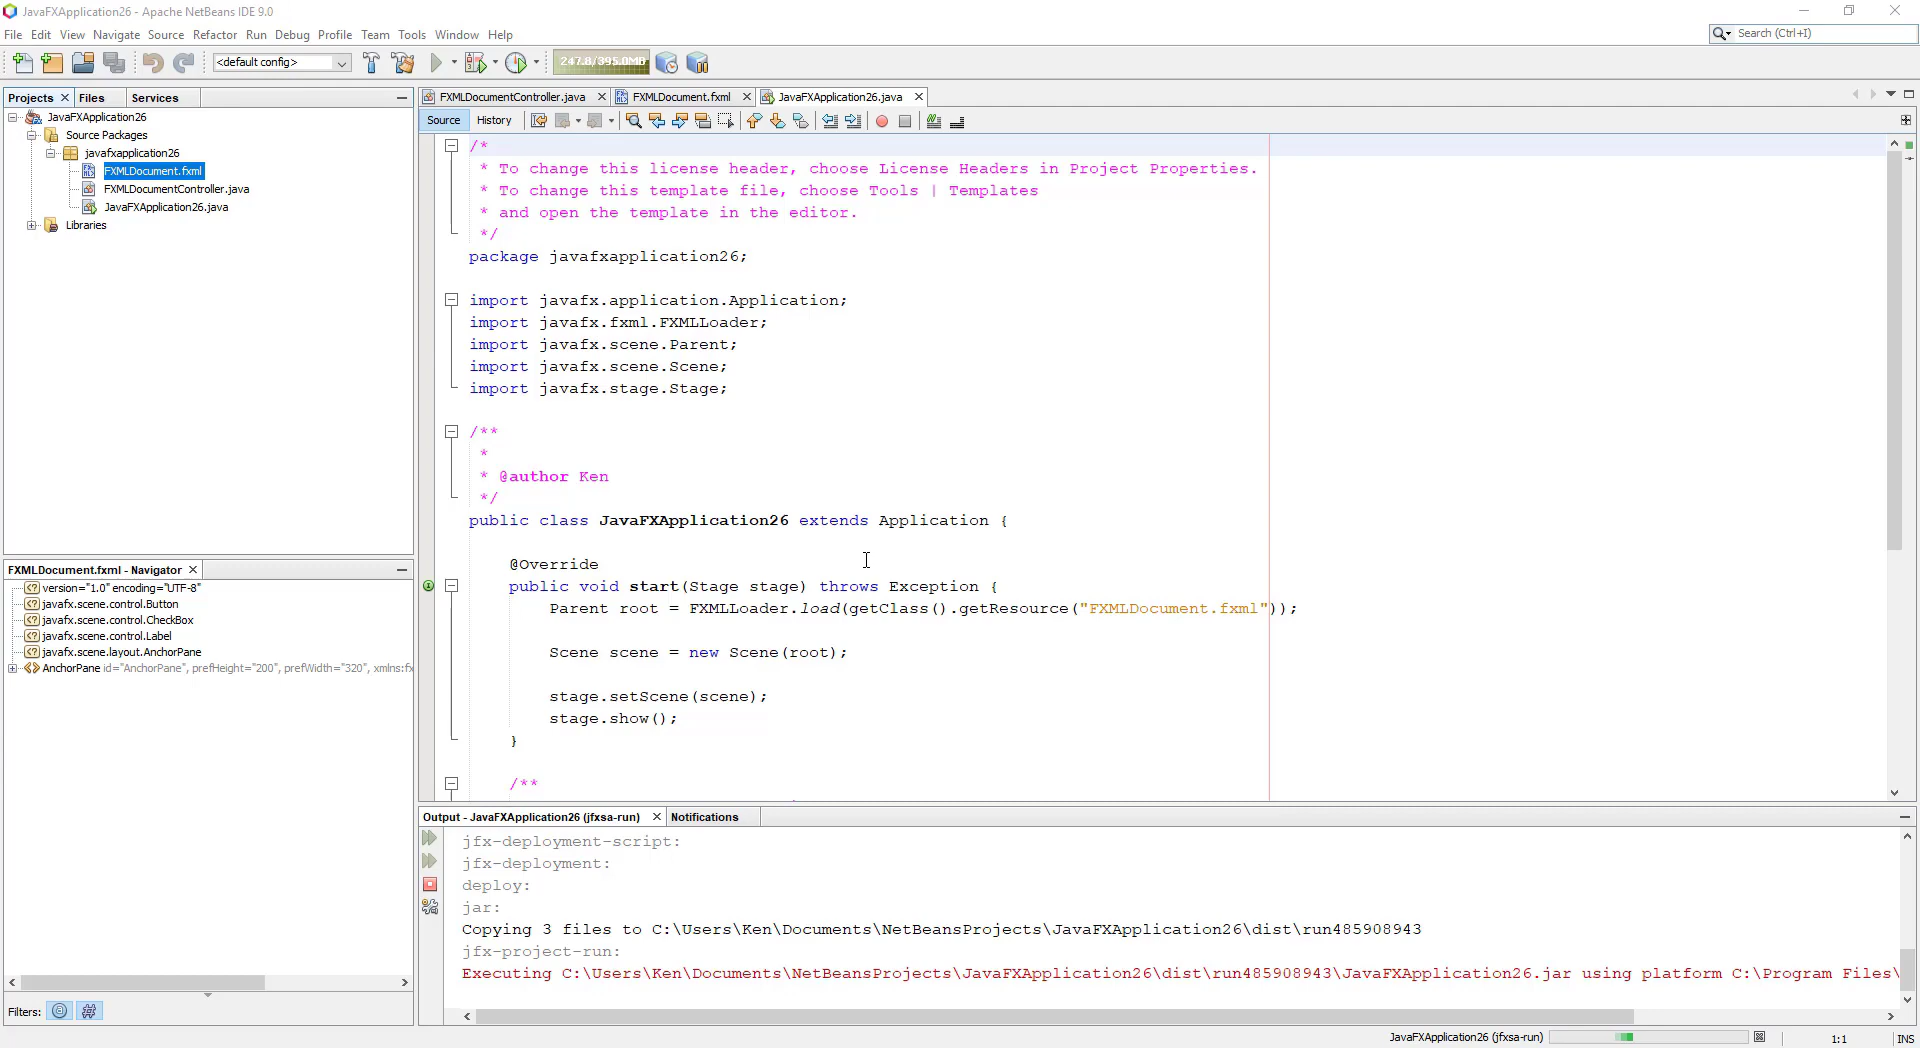 JavaFXApplication26 - Apache NetBeans IDE 9.0
File Edit View Navigate Source Refactor Run Debug Profile Team Tools Window Help
Search (Ctrl+I)
<default config>
247.8/395.0MB
Projects Files Services
JavaFXApplication26
Source Packages
javafxapplication26
FXMLDocument.fxml
FXMLDocumentController.java
JavaFXApplication26.java
Libraries
FXMLDocument.fxml - Navigator
version="1.0" encoding="UTF-8"
javafx.scene.control.Button
javafx.scene.control.CheckBox
javafx.scene.control.Label
javafx.scene.layout.AnchorPane
AnchorPane id="AnchorPane", prefHeight="200", prefWidth="320", xmlns:fx
Filters:
FXMLDocumentController.java FXMLDocument.fxml JavaFXApplication26.java
Source History
/*
* To change this license header, choose License Headers in Project Properties.
* To change this template file, choose Tools | Templates
* and open the template in the editor.
*/
package javafxapplication26;
import javafx.application.Application;
import javafx.fxml.FXMLLoader;
import javafx.scene.Parent;
import javafx.scene.Scene;
import javafx.stage.Stage;
/**
*
* @author Ken
*/
public class JavaFXApplication26 extends Application {
@Override
public void start(Stage stage) throws Exception {
Parent root = FXMLLoader.load(getClass().getResource("FXMLDocument.fxml"));
Scene scene = new Scene(root);
stage.setScene(scene);
stage.show();
}
/**
Output - JavaFXApplication26 (jfxsa-run) Notifications
jfx-deployment-script:
jfx-deployment:
deploy:
jar:
Copying 3 files to C:\Users\Ken\Documents\NetBeansProjects\JavaFXApplication26\dist\run485908943
jfx-project-run:
Executing C:\Users\Ken\Documents\NetBeansProjects\JavaFXApplication26\dist\run485908943\JavaFXApplication26.jar using platform C:\Program Files\
JavaFXApplication26 (jfxsa-run)
1:1
INS